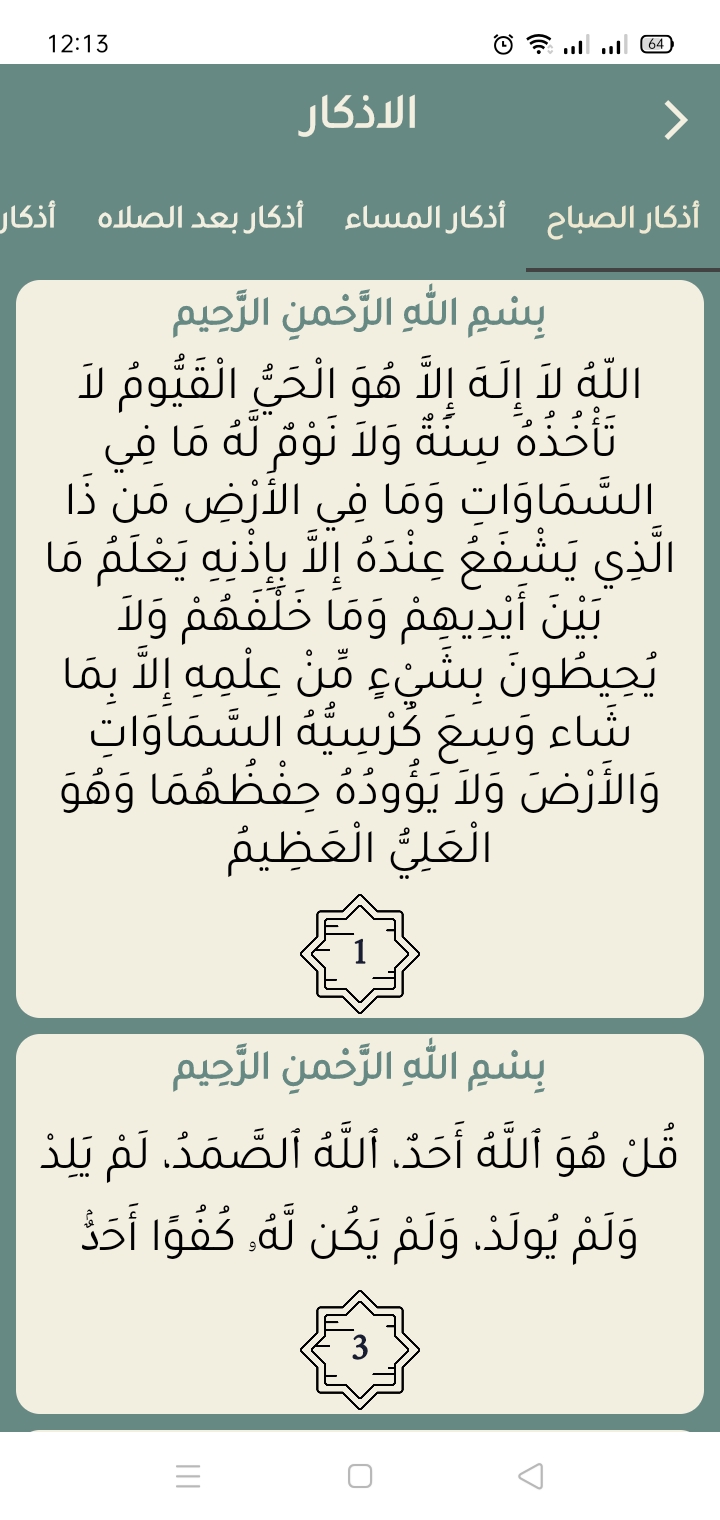 12:13
64
الاذكار
أذكار الصباح أذكار المساء أذكار بعد الصلاه أذكار
بِسْمِ اللَّهِ الرَّحْمنِ الرَّحِيم
اللّهُ لاَ إِلَـهَ إِلاَّ هُوَ الْحَيُّ الْقَيُّومُ لاَ
تَأْخُذُهُ سِنَةٌ وَلاَ نَوْمٌ لَّهُ مَا فِي
السَّمَاوَاتِ وَمَا فِي الأَرْضِ مَن ذَا
الَّذِي يَشْفَعُ عِنْدَهُ إِلاَّ بِإِذْنِهِ يَعْلَمُ مَا
بَيْنَ أَيْدِيهِمْ وَمَا خَلْفَهُمْ وَلاَ
يُحِيطُونَ بِشَيْءٍ مِّنْ عِلْمِهِ إِلاَّ بِمَا
شَاء وَسِعَ كُرْسِيُّهُ السَّمَاوَاتِ
وَالأَرْضَ وَلاَ يَؤُودُهُ حِفْظُهُمَا وَهُوَ
الْعَلِيُّ الْعَظِيمُ
1
بِسْمِ اللَّهِ الرَّحْمنِ الرَّحِيم
قُلْ هُوَ ٱللَّهُ أَحَدٌ، ٱللَّهُ ٱلصَّمَدُ، لَمْ يَلِدْ
وَلَمْ يُولَدْ، وَلَمْ يَكُن لَّهُۥ كُفُوًا أَحَدٌۢ
3